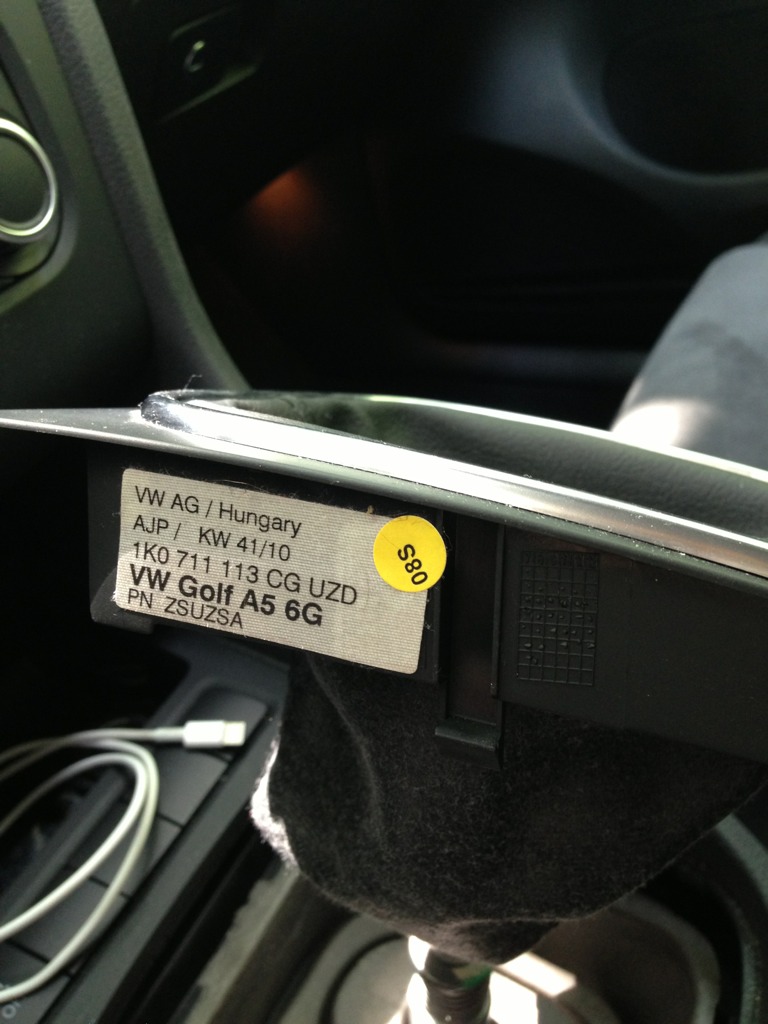 VW AG / Hungary
AJP / KW 41/10
1K0 711 113 CG UZD
VW Golf A5 6G
PN ZSUZSA
S80